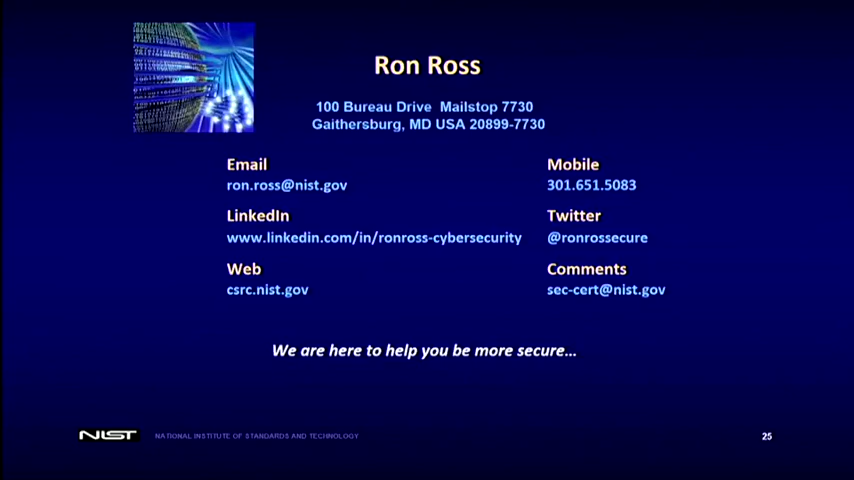 Ron Ross
100 Bureau Drive Mailstop 7730
Gaithersburg, MD USA 20899-7730
Email
ron.ross@nist.gov
Mobile
301.651.5083
LinkedIn
www.linkedin.com/in/ronross-cybersecurity
Twitter
@ronrossecure
Web
csrc.nist.gov
Comments
sec-cert@nist.gov
We are here to help you be more secure...
NIST NATIONAL INSTITUTE OF STANDARDS AND TECHNOLOGY
25